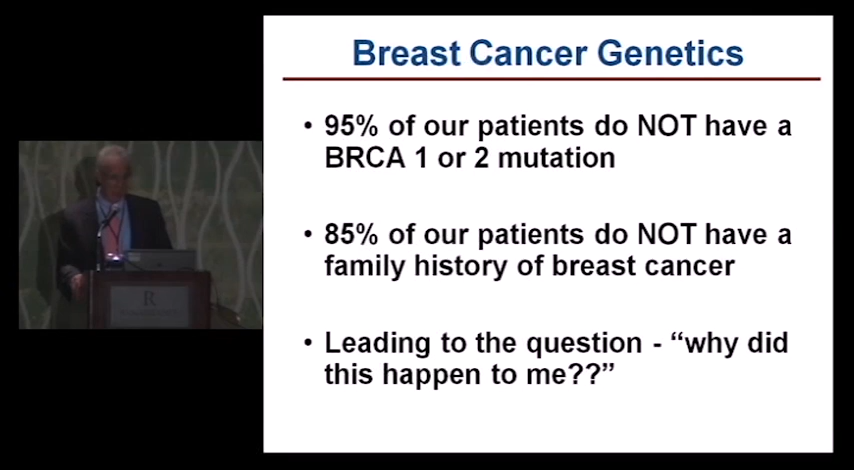 Breast Cancer Genetics
• 95% of our patients do NOT have a
BRCA 1 or 2 mutation
• 85% of our patients do NOT have a
family history of breast cancer
• Leading to the question - “why did
this happen to me??”
R